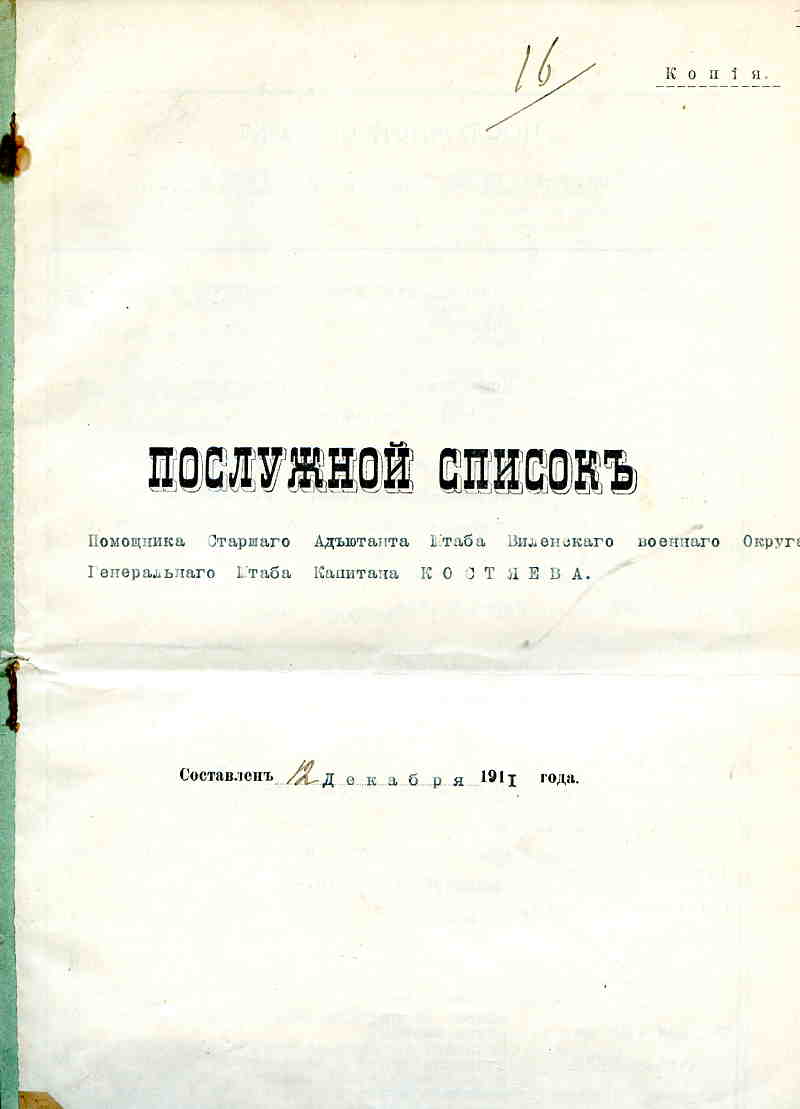 16
Копія.
ПОСЛУЖНОЙ СПИСОКЪ
Помощника Старшаго Адъютанта Штаба Виленскаго военнаго Округа
Генеральнаго Штаба Капитана КОСТЯЕВА.
Составленъ 12 Декабря 1911 года.